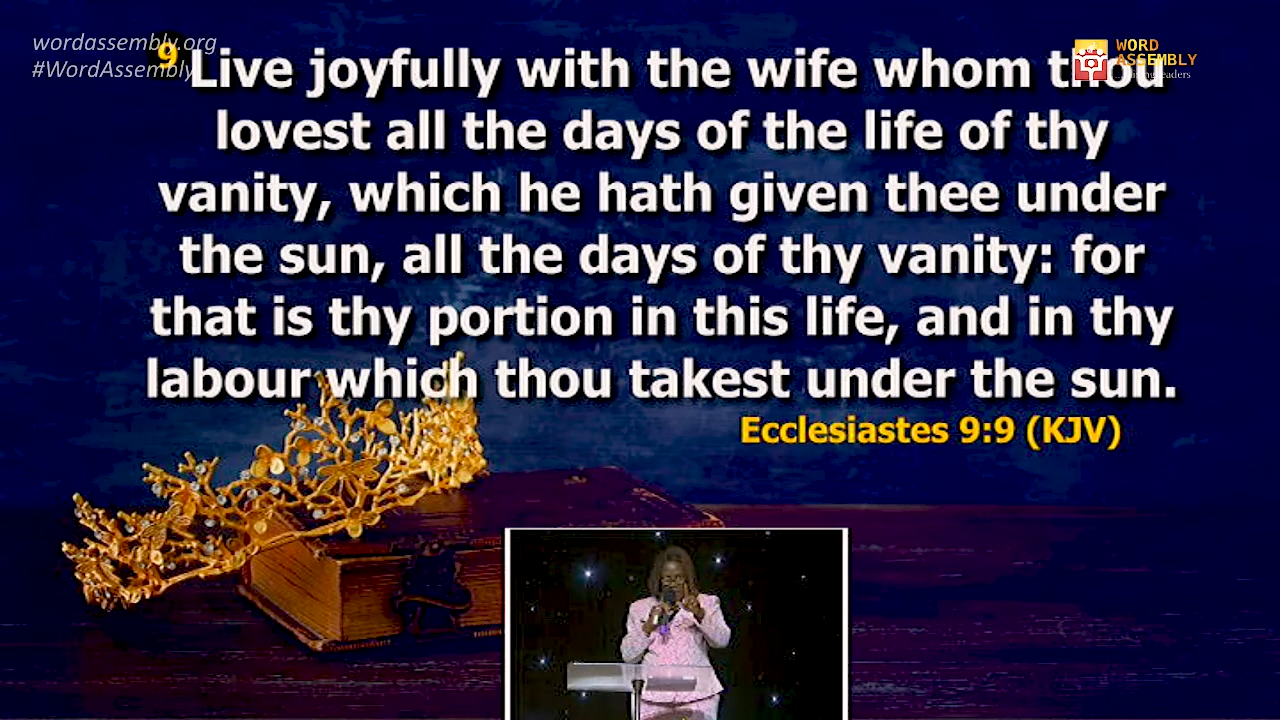 wordassembly.org
#WordAssembly
WORD
ASSEMBLY
9 Live joyfully with the wife whom thou
lovest all the days of the life of thy
vanity, which he hath given thee under
the sun, all the days of thy vanity: for
that is thy portion in this life, and in thy
labour which thou takest under the sun.
Ecclesiastes 9:9 (KJV)